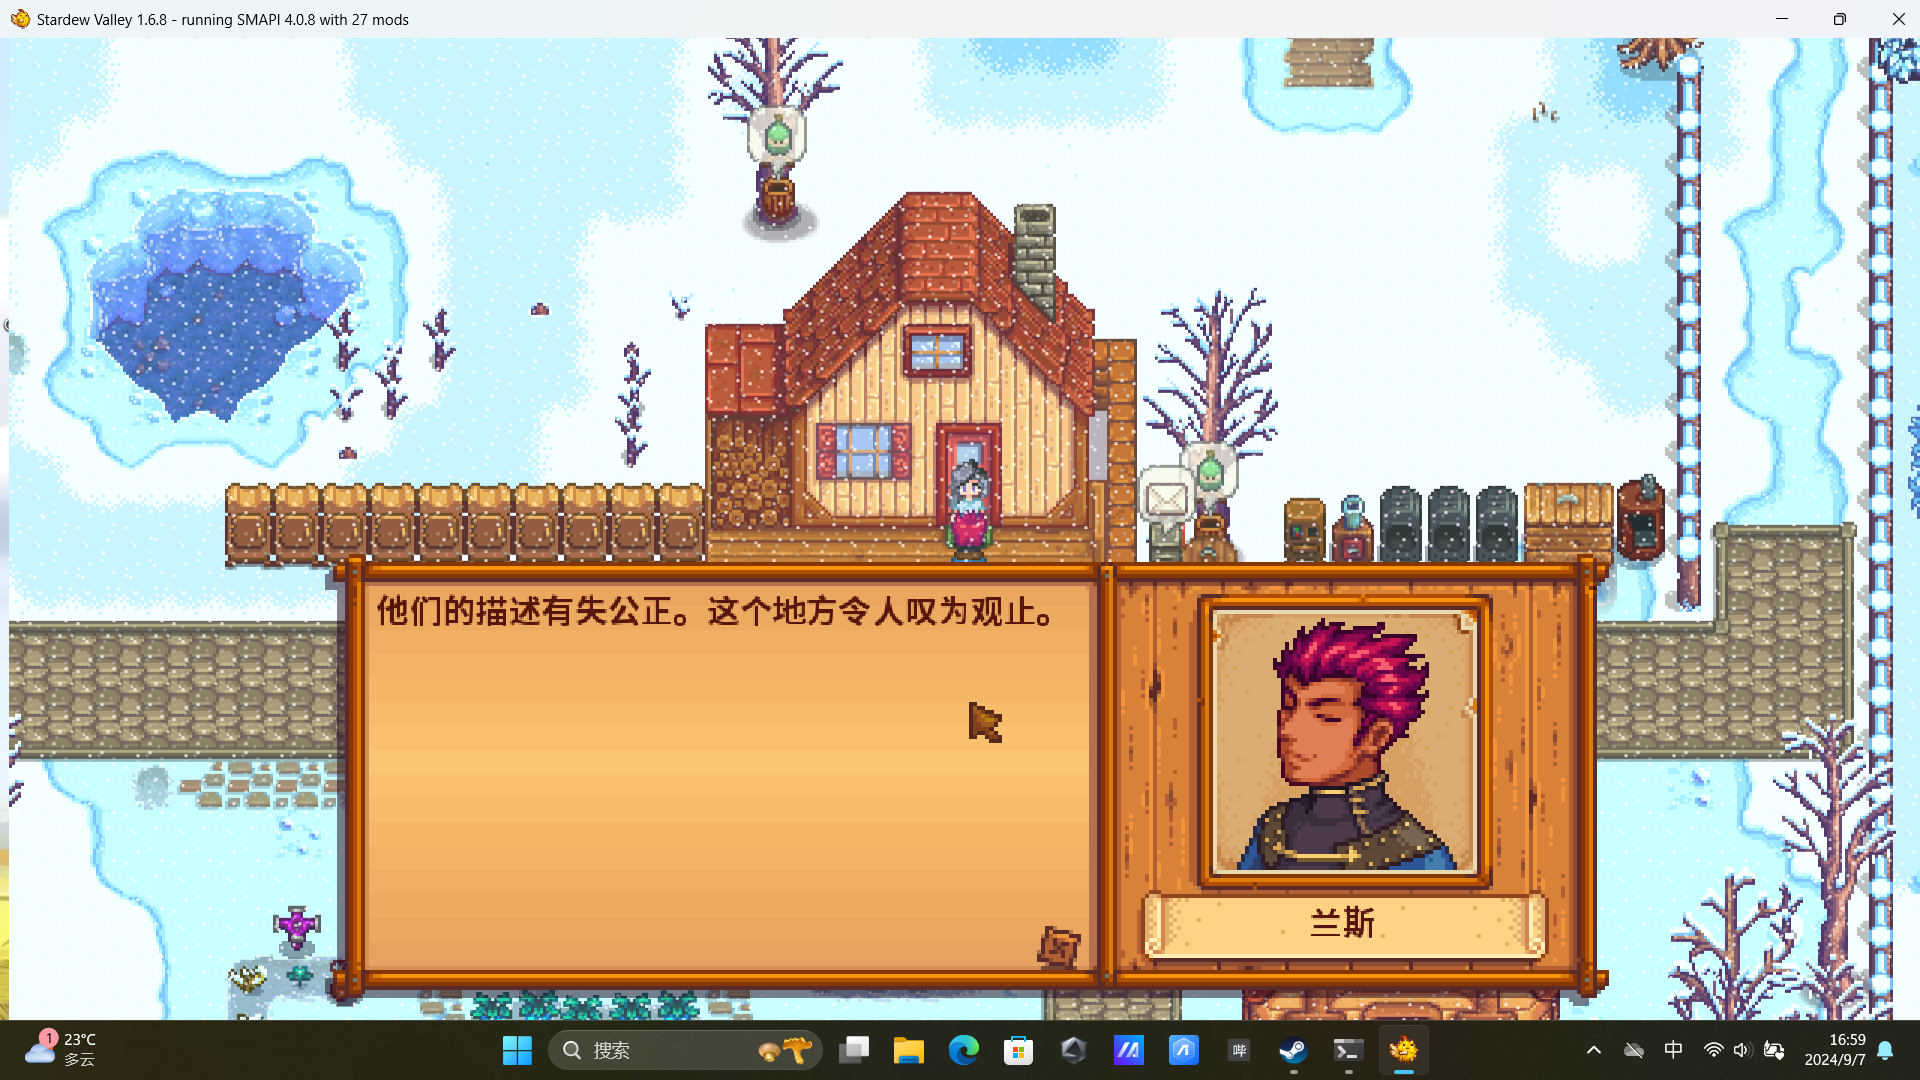 Stardew Valley 1.6.8 - running SMAPI 4.0.8 with 27 mods
他们的描述有失公正。这个地方令人叹为观止。
兰斯
1
23°C
多云
搜索
哔
中
16:59
2024/9/7